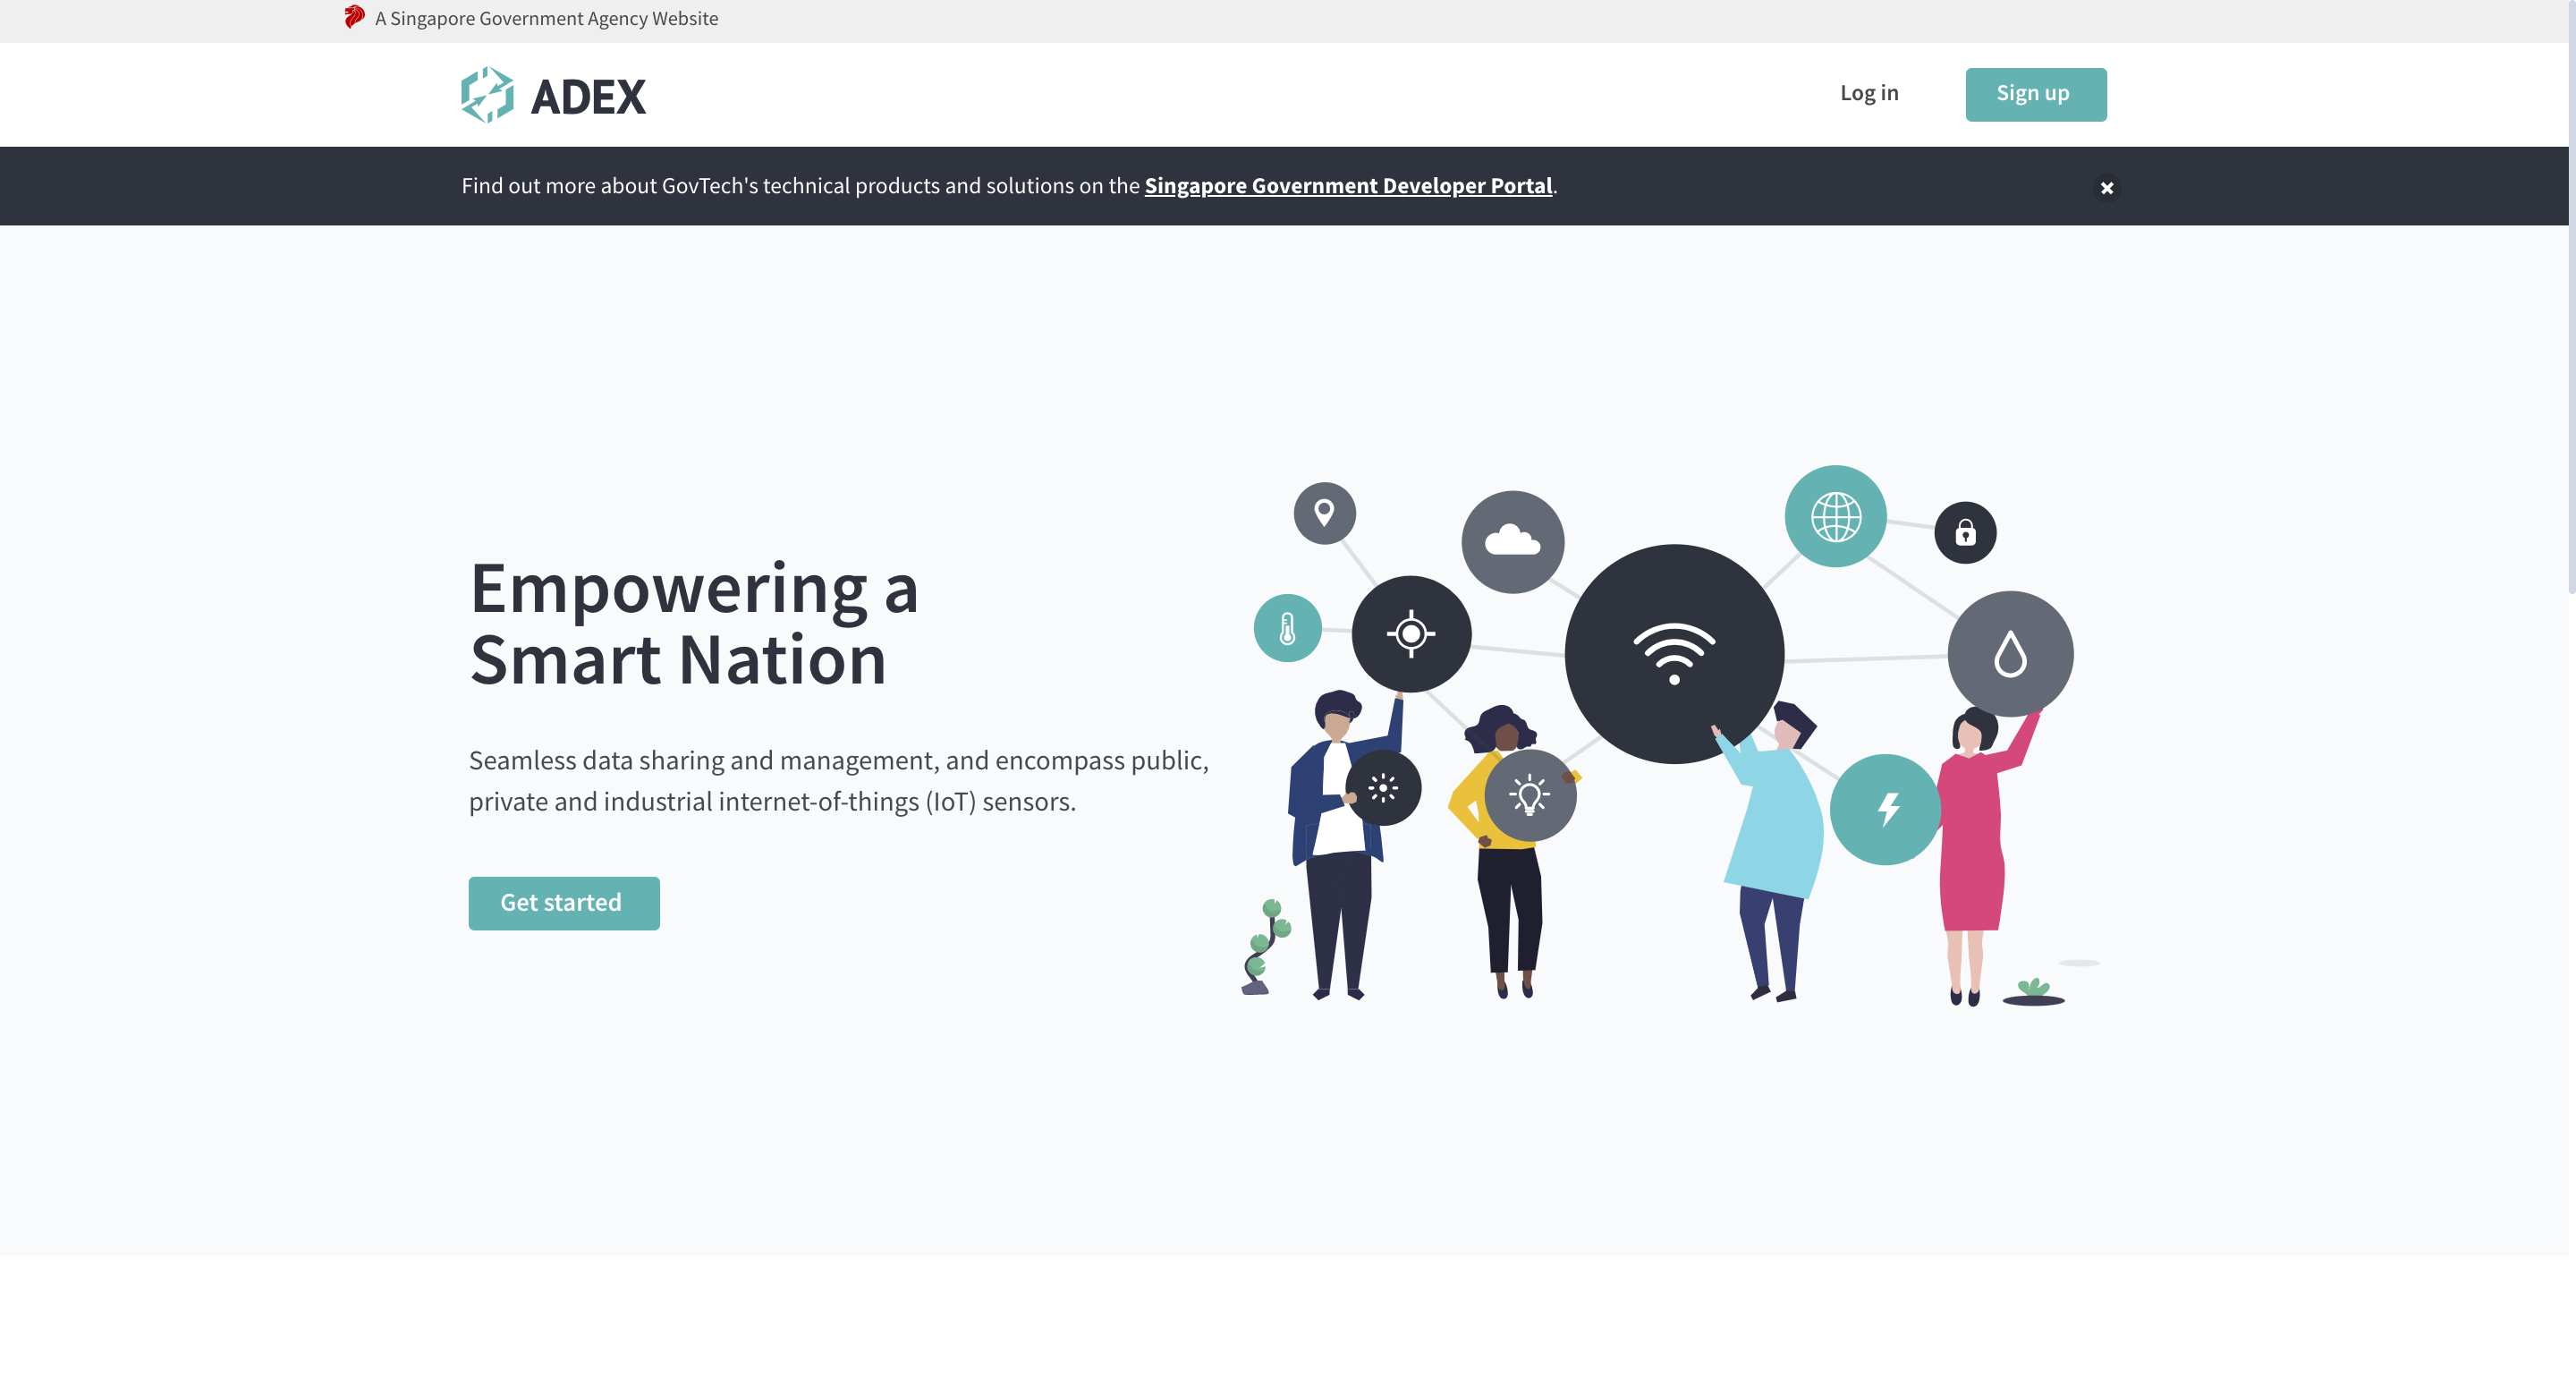 A Singapore Government Agency Website
ADEX
Log in
Sign up
Find out more about GovTech's technical products and solutions on the Singapore Government Developer Portal.
Empowering a
Smart Nation
Seamless data sharing and management, and encompass public,
private and industrial internet-of-things (IoT) sensors.
Get started